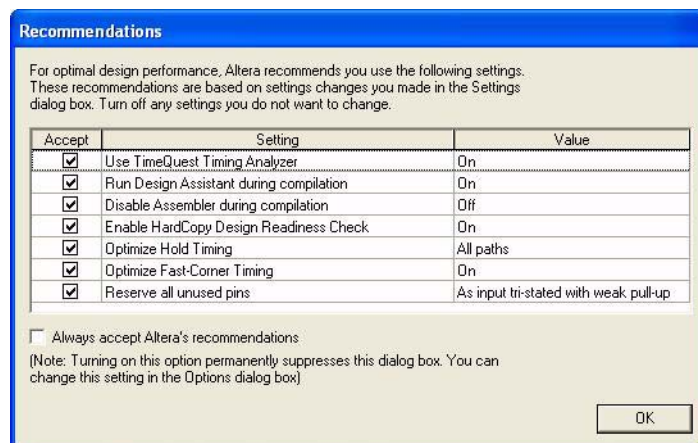 Recommendations
For optimal design performance, Altera recommends you use the following settings.
These recommendations are based on settings changes you made in the Settings
dialog box. Turn off any settings you do not want to change.
Accept Setting Value
Use TimeQuest Timing Analyzer On
Run Design Assistant during compilation On
Disable Assembler during compilation Off
Enable HardCopy Design Readiness Check On
Optimize Hold Timing All paths
Optimize Fast-Corner Timing On
Reserve all unused pins As input tri-stated with weak pull-up
Always accept Altera's recommendations
(Note: Turning on this option permanently suppresses this dialog box. You can
change this setting in the Options dialog box)
OK